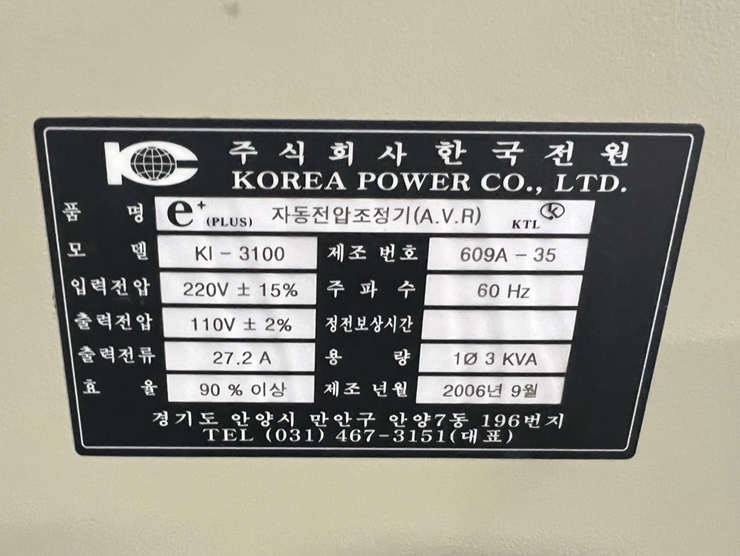 주식회사 한국전원
KOREA POWER CO., LTD.
품 명 e+ (PLUS) 자동전압조정기(A.V.R) KTL
모 델 KI - 3100 제조 번호 609A - 35
입력전압 220V ± 15% 주 파 수 60 Hz
출력전압 110V ± 2% 정전보상시간
출력전류 27.2 A 용 량 1Ø 3 KVA
효 율 90 % 이상 제조 년월 2006년 9월
경기도 안양시 만안구 안양7동 196번지
TEL (031) 467-3151(대표)